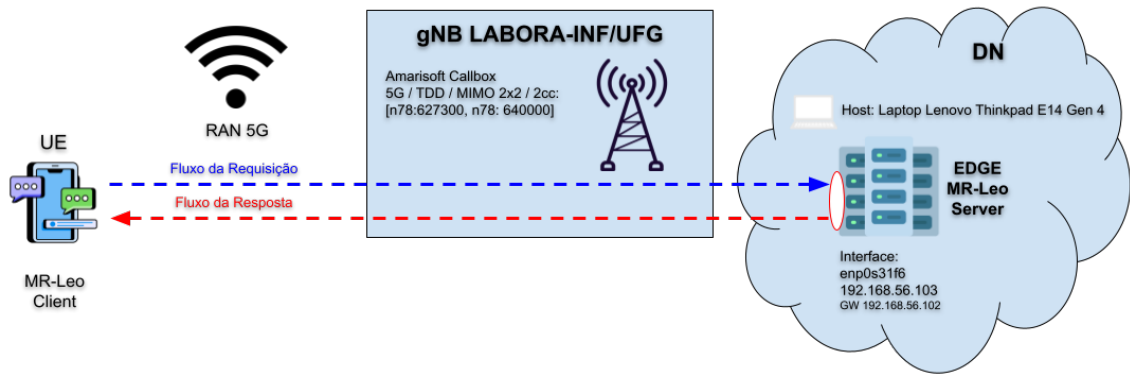 gNB LABORA-INF/UFG
Amarisoft Callbox
5G / TDD / MIMO 2x2 / 2cc:
[n78:627300, n78: 640000]
RAN 5G
UE
MR-Leo
Client
Fluxo da Requisição
Fluxo da Resposta
DN
Host: Laptop Lenovo Thinkpad E14 Gen 4
EDGE
MR-Leo
Server
Interface:
enp0s31f6
192.168.56.103
GW 192.168.56.102